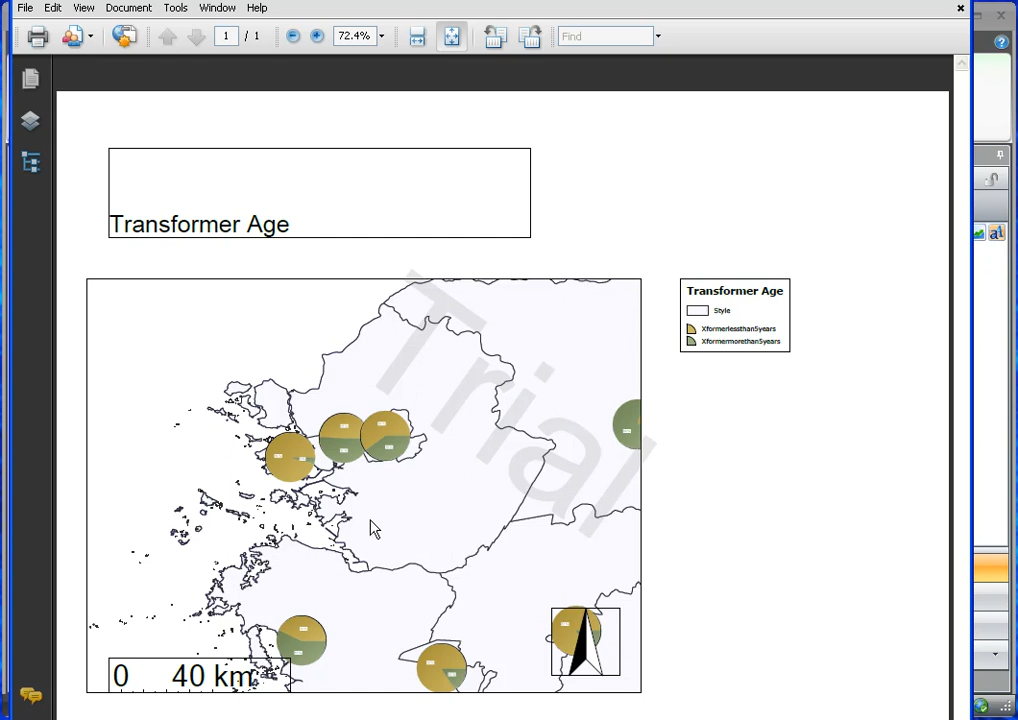 File Edit View Document Tools Window Help
1 / 1 72.4% Find
Transformer Age
Trial
Transformer Age
Style
Xformerlessthan5years
Xformermorethan5years
0 40 km